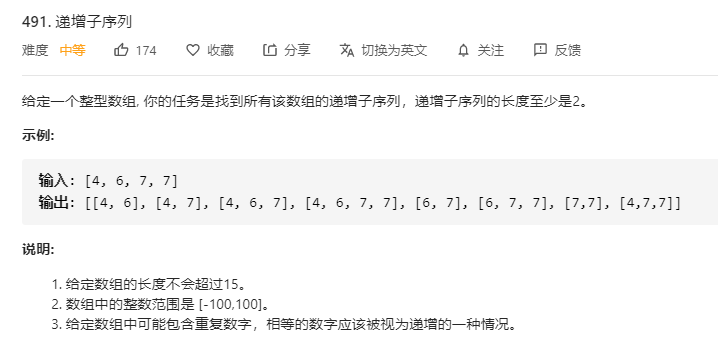 491. 递增子序列
难度 中等 174 收藏 分享 切换为英文 关注 反馈
给定一个整型数组, 你的任务是找到所有该数组的递增子序列，递增子序列的长度至少是2。
示例:
输入: [4, 6, 7, 7]
输出: [[4, 6], [4, 7], [4, 6, 7], [4, 6, 7, 7], [6, 7], [6, 7, 7], [7,7], [4,7,7]]
说明:
1. 给定数组的长度不会超过15。
2. 数组中的整数范围是 [-100,100]。
3. 给定数组中可能包含重复数字，相等的数字应该被视为递增的一种情况。